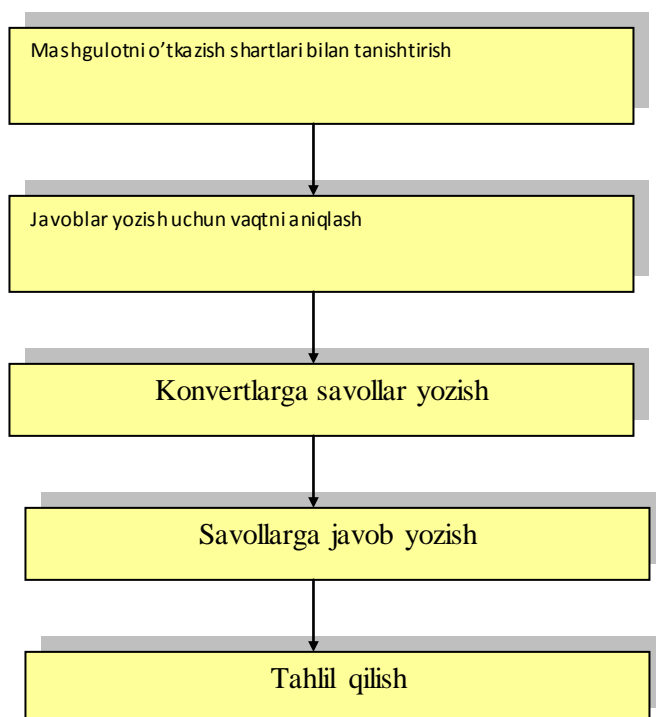 Mashgulotni o’tkazish shartlari bilan tanishtirish
Javoblar yozish uchun vaqtni aniqlash
Konvertlarga savollar yozish
Savollarga javob yozish
Tahlil qilish